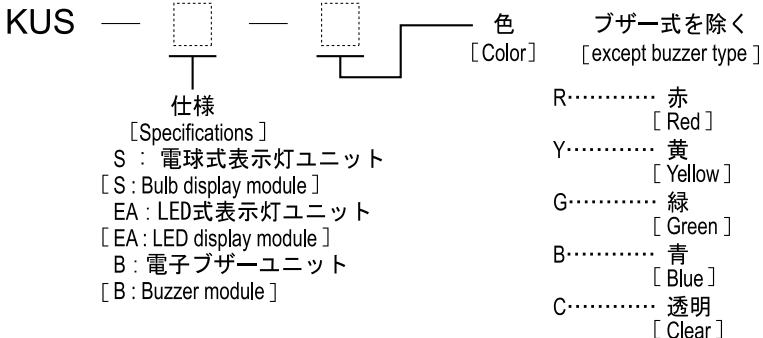 KUS — □ — □
色
[Color]
ブザー式を除く
[except buzzer type]
仕様
[Specifications]
S : 電球式表示灯ユニット
[S : Bulb display module]
EA : LED式表示灯ユニット
[EA : LED display module]
B : 電子ブザーユニット
[B : Buzzer module]
R············ 赤
[Red]
Y············ 黄
[Yellow]
G············ 緑
[Green]
B············ 青
[Blue]
C············ 透明
[Clear]